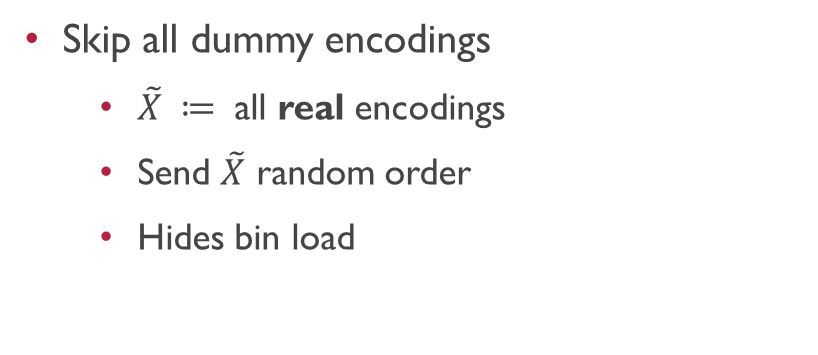 • Skip all dummy encodings
• X̃ := all real encodings
• Send X̃ random order
• Hides bin load